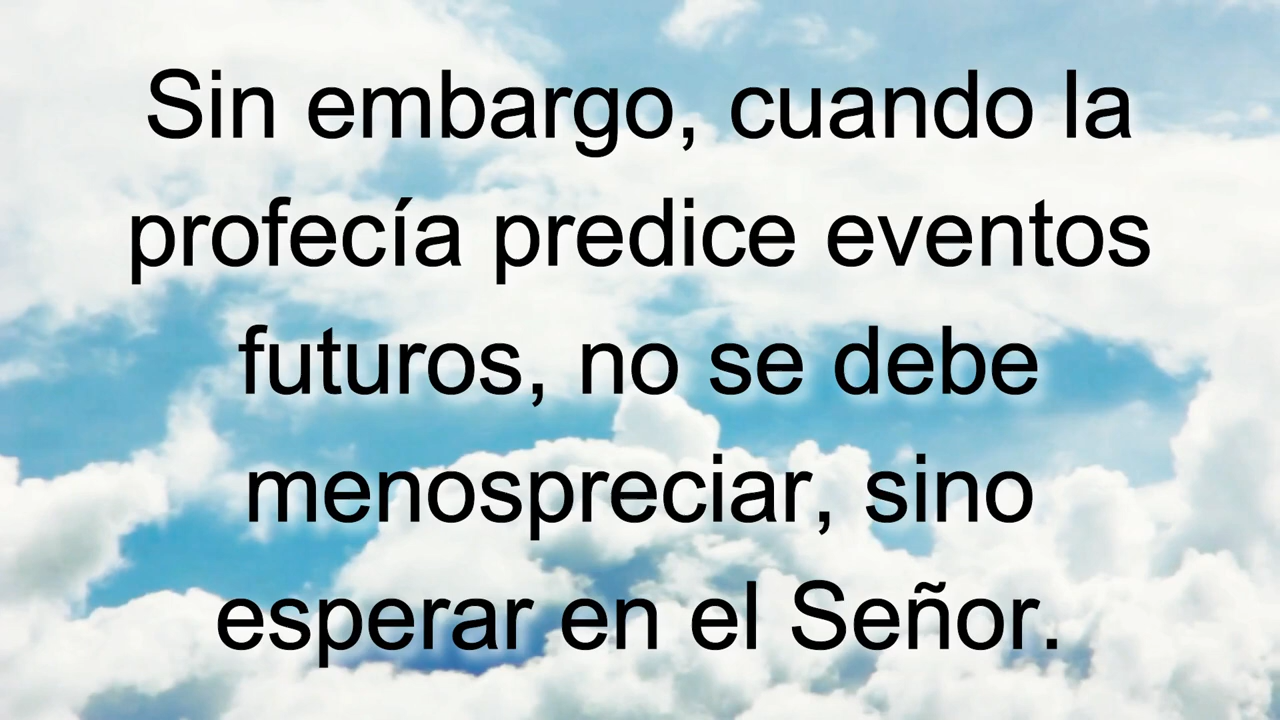 Sin embargo, cuando la
profecía predice eventos
futuros, no se debe
menospreciar, sino
esperar en el Señor.